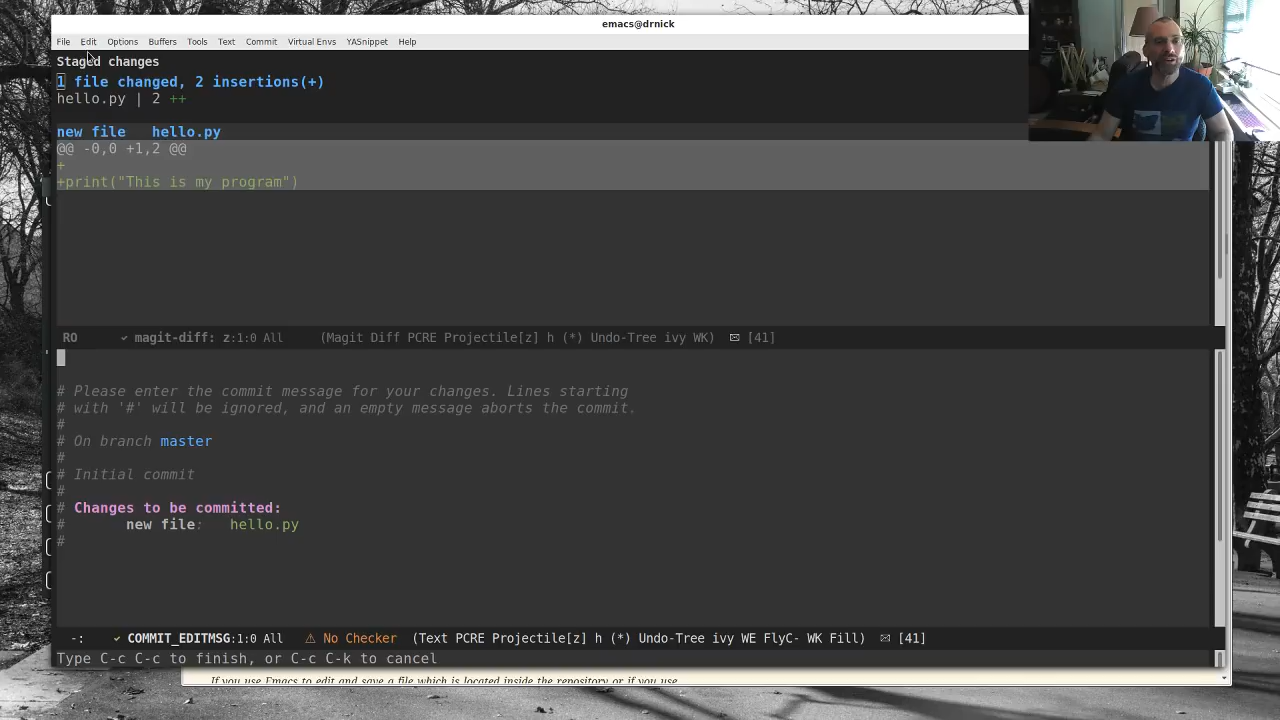 emacs@drnick
File Edit Options Buffers Tools Text Commit Virtual Envs YASnippet Help
Staged changes
1 file changed, 2 insertions(+)
hello.py | 2 ++
new file   hello.py
@@ -0,0 +1,2 @@
+
+print("This is my program")
RO ✔ magit-diff: z:1:0 All (Magit Diff PCRE Projectile[z] h (*) Undo-Tree ivy WK) ✉ [41]
# Please enter the commit message for your changes. Lines starting
# with '#' will be ignored, and an empty message aborts the commit.
#
# On branch master
#
# Initial commit
#
# Changes to be committed:
#       new file:   hello.py
#
-: ✔ COMMIT_EDITMSG:1:0 All ⚠ No Checker (Text PCRE Projectile[z] h (*) Undo-Tree ivy WE FlyC- WK Fill) ✉ [41]
Type C-c C-c to finish, or C-c C-k to cancel
If you use Emacs to edit and save a file which is located inside the repository or if you use